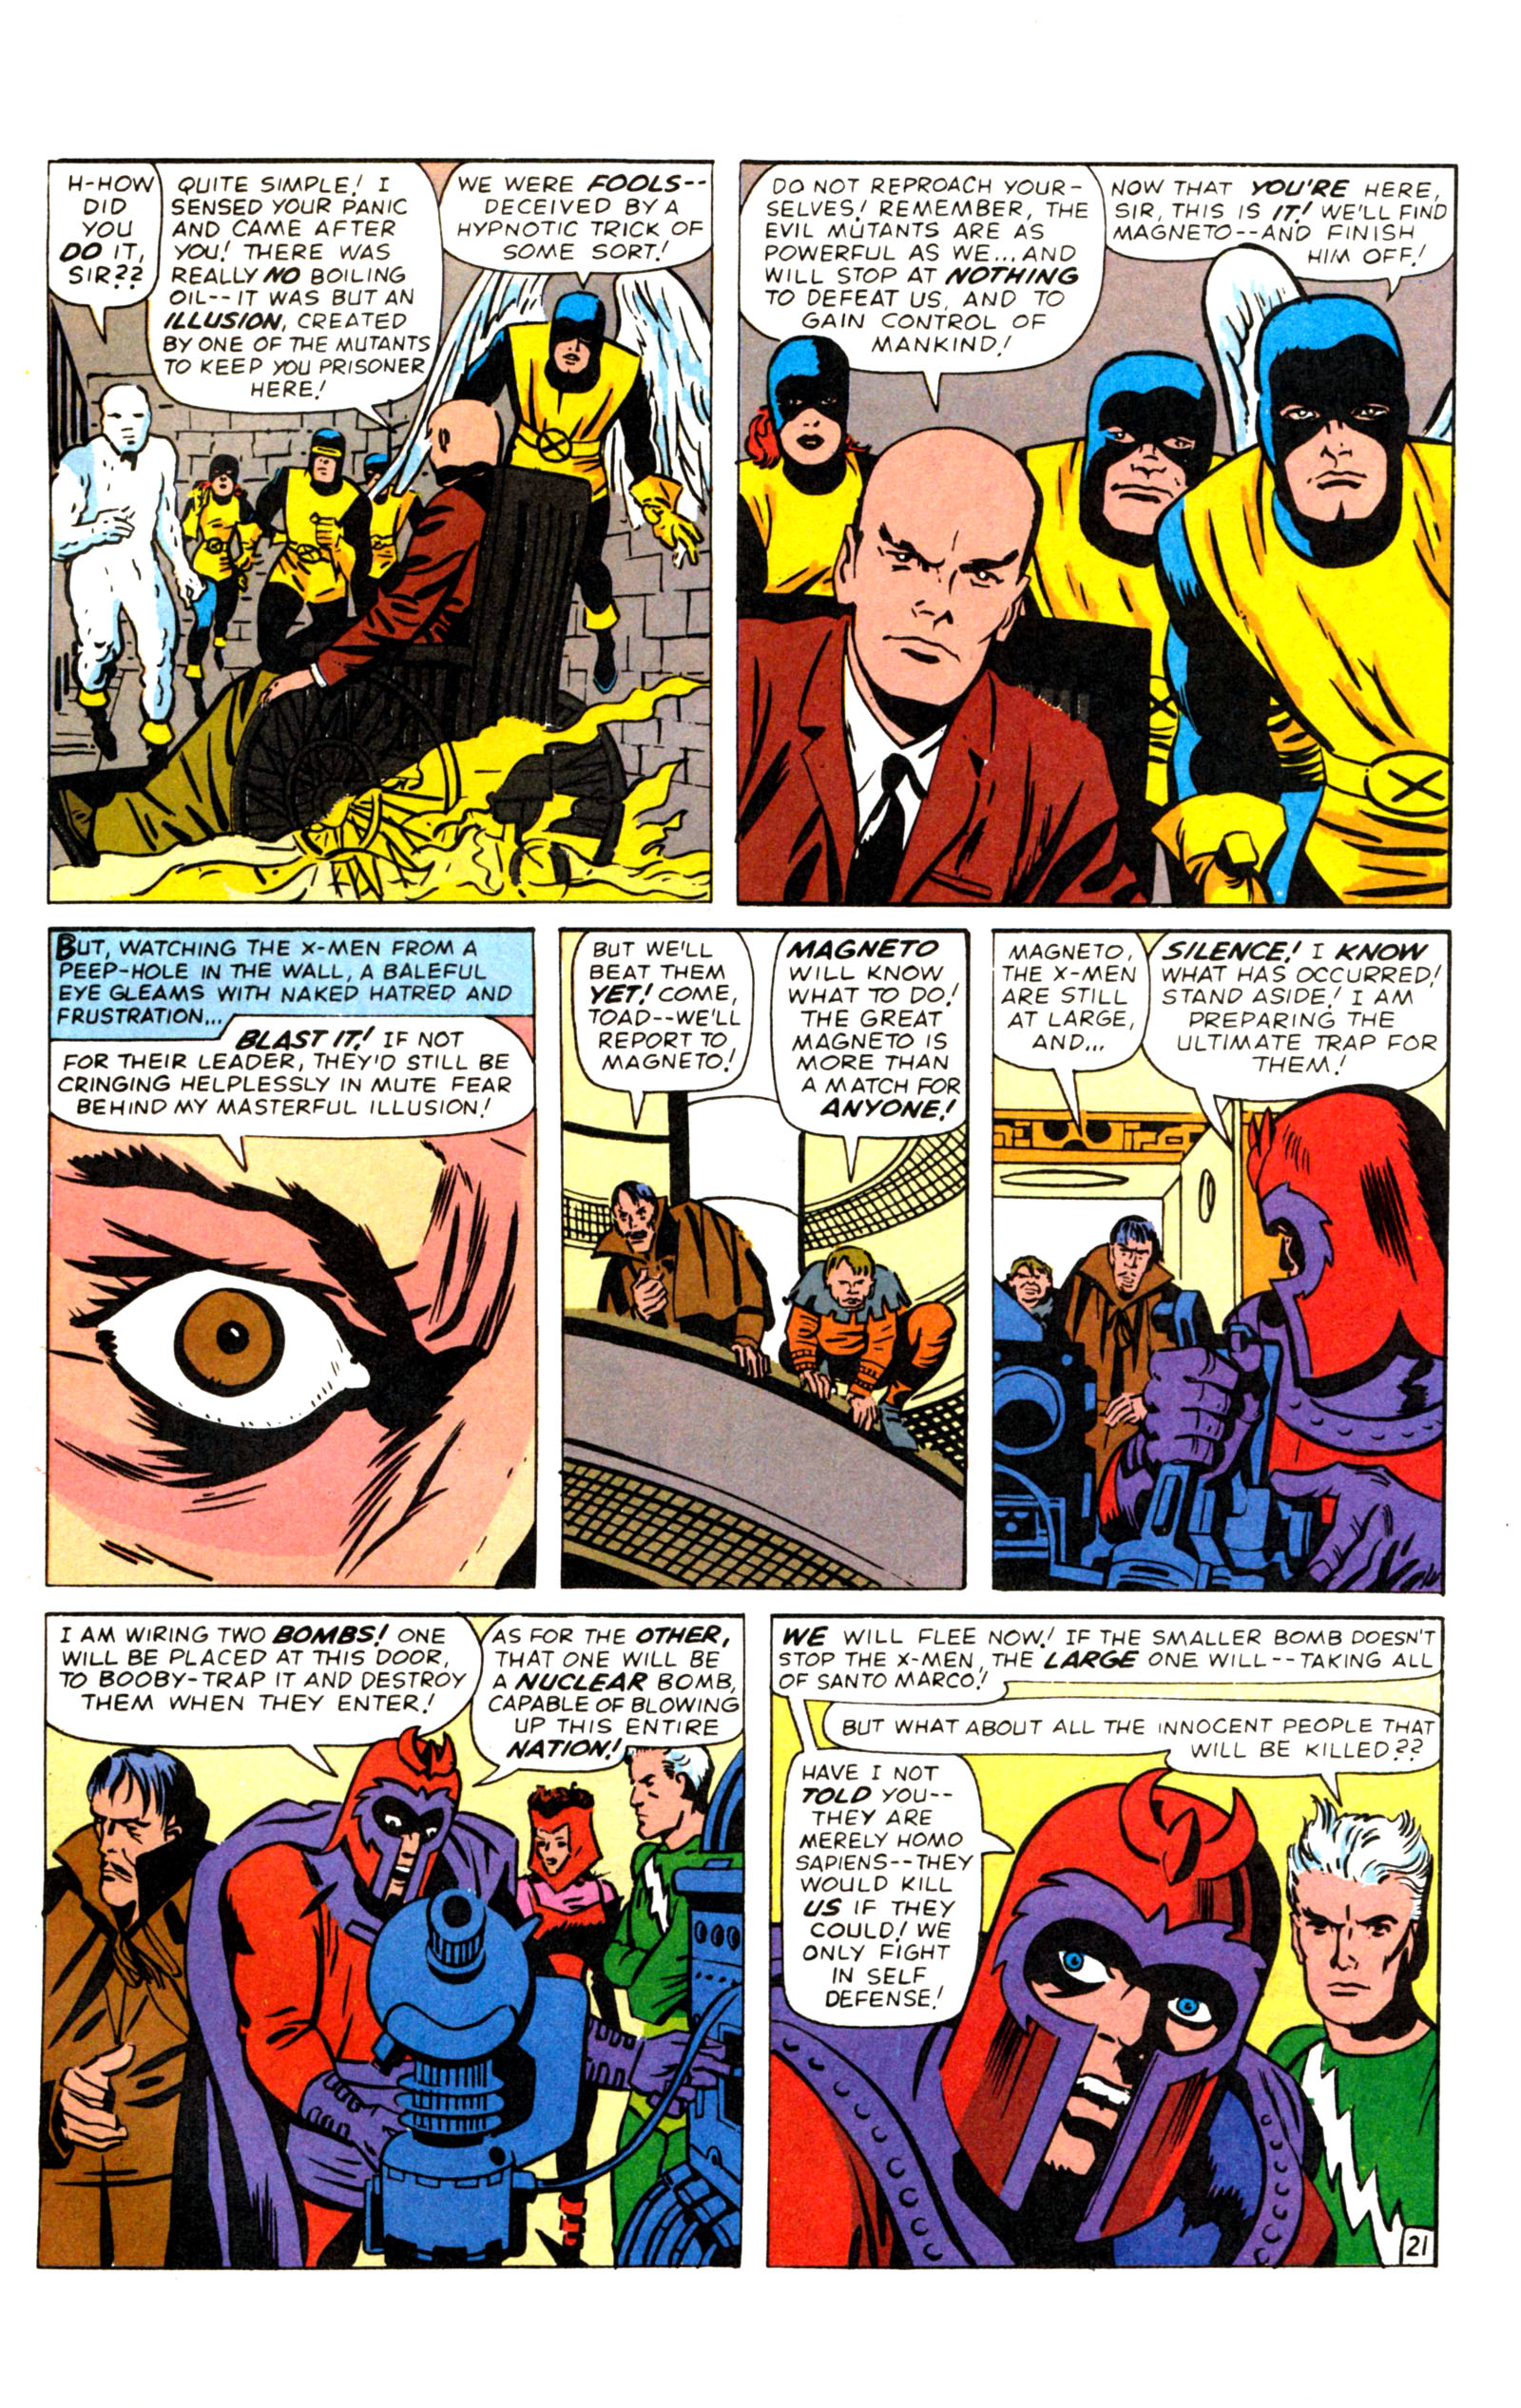 H-HOW
DID
YOU
DO IT,
SIR??
QUITE SIMPLE! I
SENSED YOUR PANIC
AND CAME AFTER
YOU! THERE WAS
REALLY NO BOILING
OIL-- IT WAS BUT AN
ILLUSION, CREATED
BY ONE OF THE MUTANTS
TO KEEP YOU PRISONER
HERE!
WE WERE FOOLS--
DECEIVED BY A
HYPNOTIC TRICK OF
SOME SORT!
DO NOT REPROACH YOUR-
SELVES! REMEMBER, THE
EVIL MUTANTS ARE AS
POWERFUL AS WE...AND
WILL STOP AT NOTHING
TO DEFEAT US, AND TO
GAIN CONTROL OF
MANKIND!
NOW THAT YOU'RE HERE,
SIR, THIS IS IT! WE'LL FIND
MAGNETO--AND FINISH
HIM OFF!
BUT, WATCHING THE X-MEN FROM A
PEEP-HOLE IN THE WALL, A BALEFUL
EYE GLEAMS WITH NAKED HATRED AND
FRUSTRATION...
BLAST IT! IF NOT
FOR THEIR LEADER, THEY'D STILL BE
CRINGING HELPLESSLY IN MUTE FEAR
BEHIND MY MASTERFUL ILLUSION!
BUT WE'LL
BEAT THEM
YET! COME,
TOAD--WE'LL
REPORT TO
MAGNETO!
MAGNETO
WILL KNOW
WHAT TO DO!
THE GREAT
MAGNETO IS
MORE THAN
A MATCH FOR
ANYONE!
MAGNETO,
THE X-MEN
ARE STILL
AT LARGE,
AND...
SILENCE! I KNOW
WHAT HAS OCCURRED!
STAND ASIDE! I AM
PREPARING THE
ULTIMATE TRAP FOR
THEM!
I AM WIRING TWO BOMBS! ONE
WILL BE PLACED AT THIS DOOR,
TO BOOBY-TRAP IT AND DESTROY
THEM WHEN THEY ENTER!
AS FOR THE OTHER,
THAT ONE WILL BE
A NUCLEAR BOMB,
CAPABLE OF BLOWING
UP THIS ENTIRE
NATION!
WE WILL FLEE NOW! IF THE SMALLER BOMB DOESN'T
STOP THE X-MEN, THE LARGE ONE WILL--TAKING ALL
OF SANTO MARCO!
BUT WHAT ABOUT ALL THE INNOCENT PEOPLE THAT
WILL BE KILLED??
HAVE I NOT
TOLD YOU--
THEY ARE
MERELY HOMO
SAPIENS--THEY
WOULD KILL
US IF THEY
COULD! WE
ONLY FIGHT
IN SELF
DEFENSE!
21